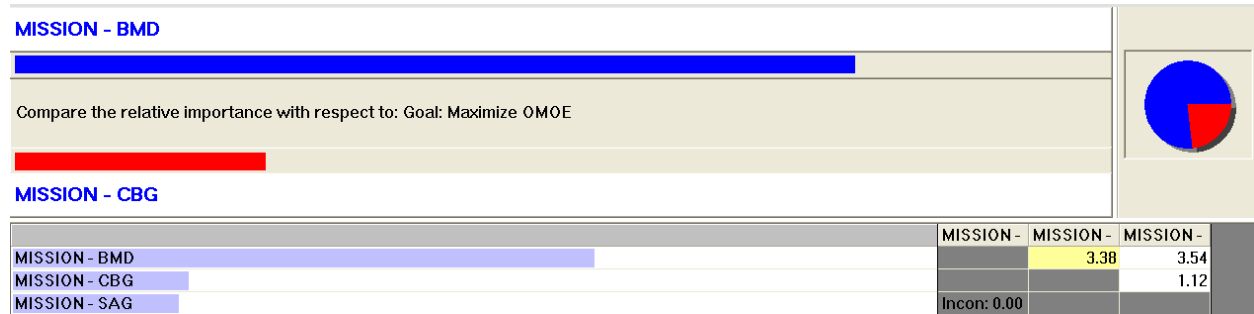 MISSION - BMD
Compare the relative importance with respect to: Goal: Maximize OMOE
MISSION - CBG
MISSION - MISSION - MISSION -
MISSION - BMD 3.38 3.54
MISSION - CBG 1.12
MISSION - SAG Incon: 0.00